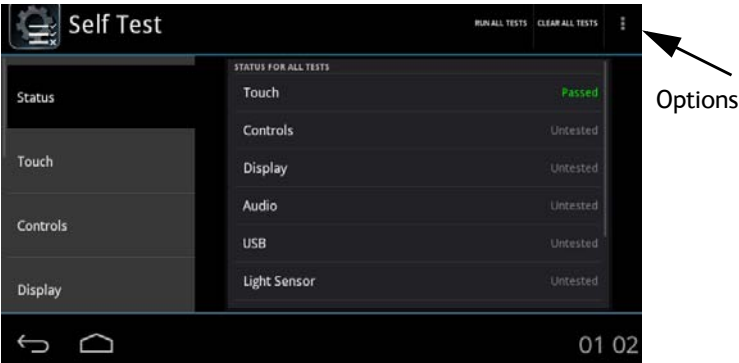 Self Test
RUN ALL TESTS CLEAR ALL TESTS
Options
Status
Touch
Controls
Display
STATUS FOR ALL TESTS
Touch Passed
Controls Untested
Display Untested
Audio Untested
USB Untested
Light Sensor Untested
01 02